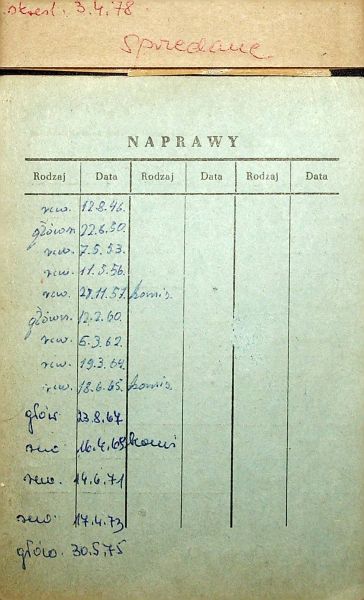 skreśl. 3.4.78.
Sprzedane
NAPRAWY
Rodzaj Data Rodzaj Data Rodzaj Data
rew. 12.8.46.
główn. 22.6.50.
rew. 7.5.53.
rew. 11.5.56.
rew. 27.11.57. komis.
główn. 12.2.60.
rew. 6.3.62.
rew. 19.3.64.
rew. 18.6.65. komis.
głów. 23.8.67
rew. 16.4.69 komis
rew. 14.6.71
rew. 17.4.73
głów. 30.5.75